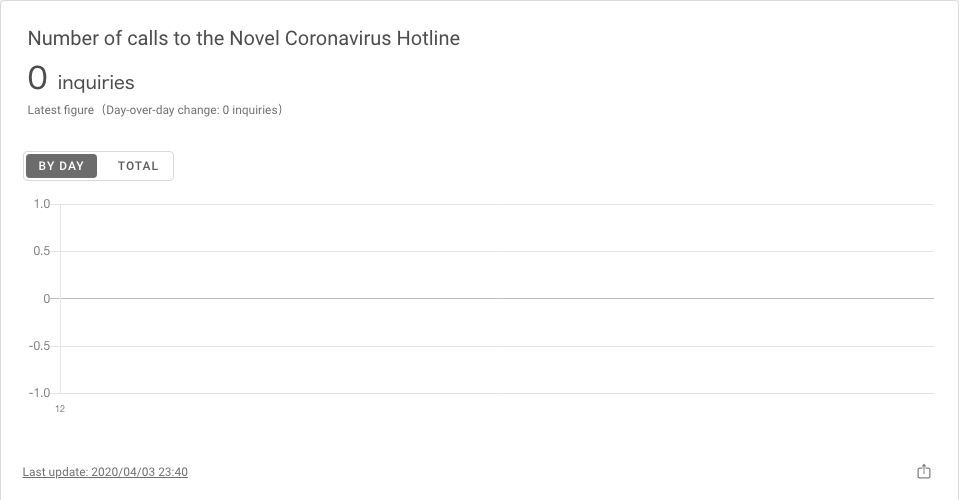 Number of calls to the Novel Coronavirus Hotline
0 inquiries
Latest figure （Day-over-day change: 0 inquiries）
BY DAY TOTAL
1.0
0.5
0
-0.5
-1.0
12
Last update: 2020/04/03 23:40